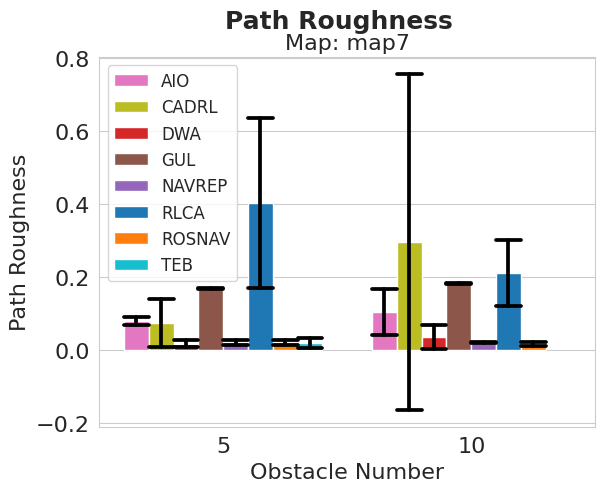 Path Roughness
Map: map7
0.8
0.6
0.4
0.2
0.0
−0.2
Path Roughness
AIO
CADRL
DWA
GUL
NAVREP
RLCA
ROSNAV
TEB
5
10
Obstacle Number